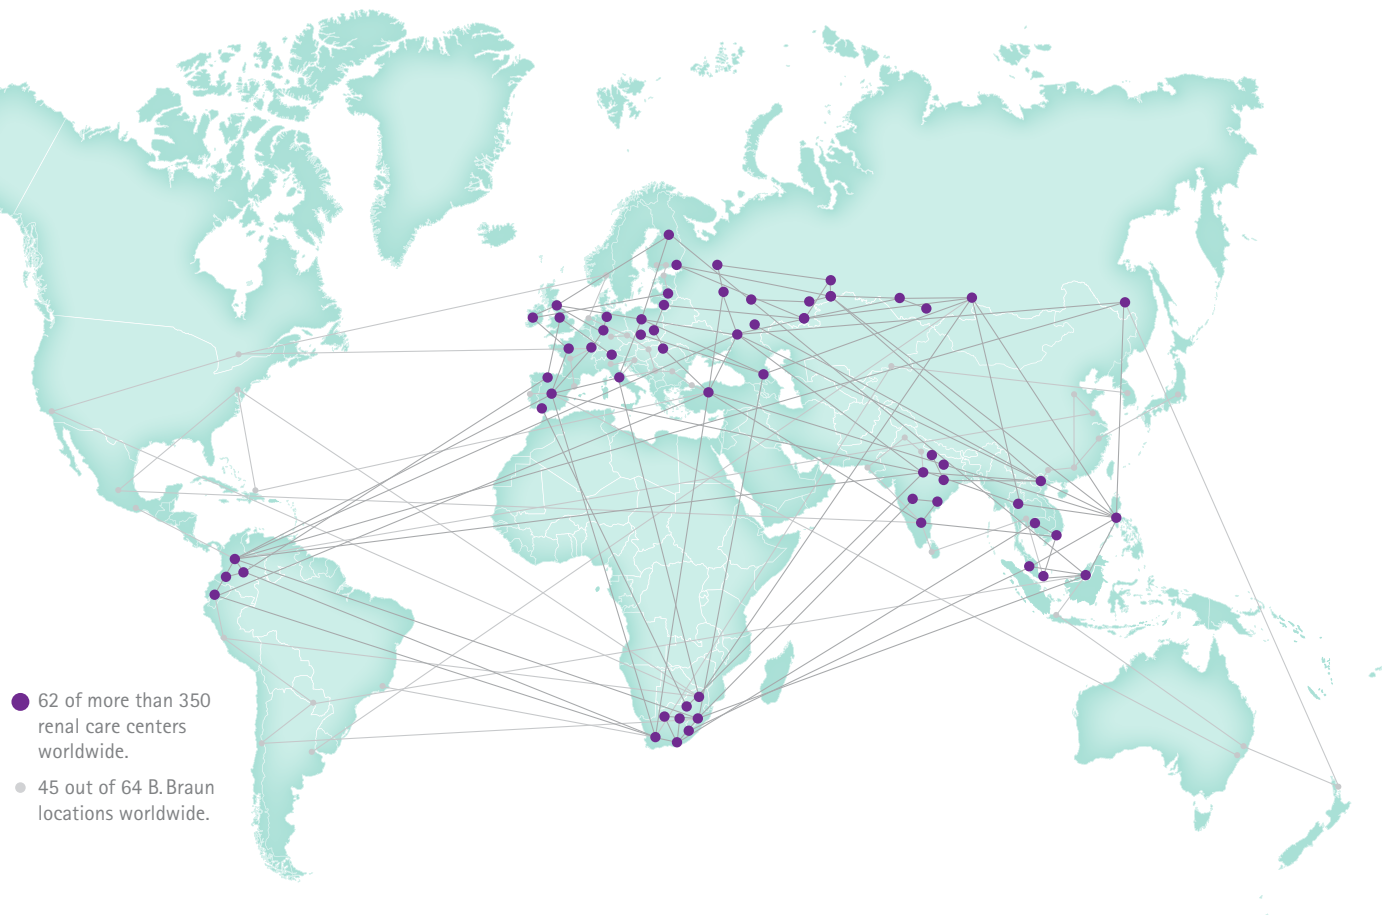 62 of more than 350
renal care centers
worldwide.
45 out of 64 B. Braun
locations worldwide.